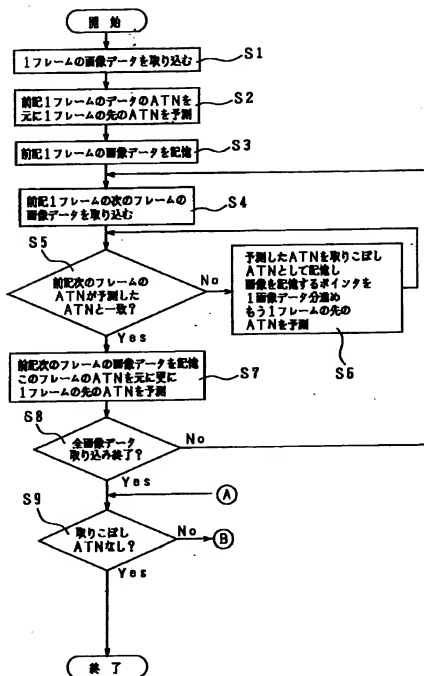 開始
1フレームの画像データを取り込む
S1
前記1フレームのデータのATNを
元に1フレームの先のATNを予測
S2
前記1フレームの画像データを記憶
S3
前記1フレームの次のフレームの
画像データを取り込む
S4
S5
前記次のフレームの
ATNが予測した
ATNと一致?
No
Yes
予測したATNを取りこぼし
ATNとして記憶し
画像を記憶するポインタを
1画像データ分進め
もう1フレームの先の
ATNを予測
S6
前記次のフレームの画像データを記憶
このフレームのATNを元に更に
1フレームの先のATNを予測
S7
S8
全画像データ
取り込み終了?
No
Yes
A
S9
取りこぼし
ATNなし?
No
B
Yes
終了